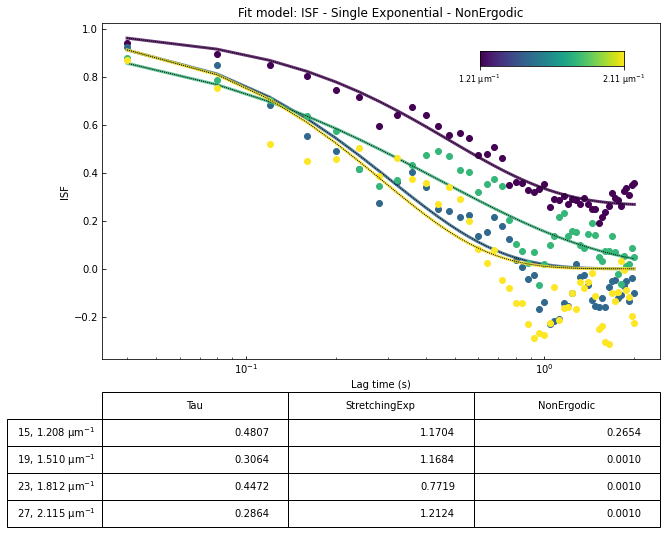 Fit model: ISF - Single Exponential - NonErgodic
1.0
0.8
0.6
0.4
0.2
0.0
−0.2
ISF
1.21 μm⁻¹ 2.11 μm⁻¹
10⁻¹ 10⁰
Lag time (s)
Tau StretchingExp NonErgodic
15, 1.208 μm⁻¹ 0.4807 1.1704 0.2654
19, 1.510 μm⁻¹ 0.3064 1.1684 0.0010
23, 1.812 μm⁻¹ 0.4472 0.7719 0.0010
27, 2.115 μm⁻¹ 0.2864 1.2124 0.0010